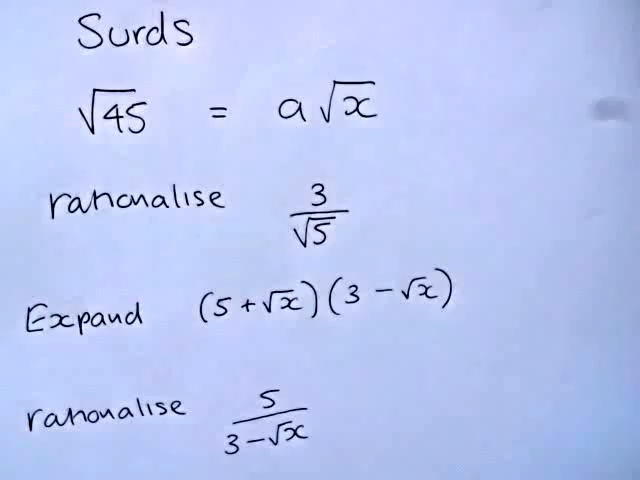 Surds
√45 = a√x
rationalise 3/√5
Expand (5 + √x)(3 − √x)
rationalise 5/(3 − √x)